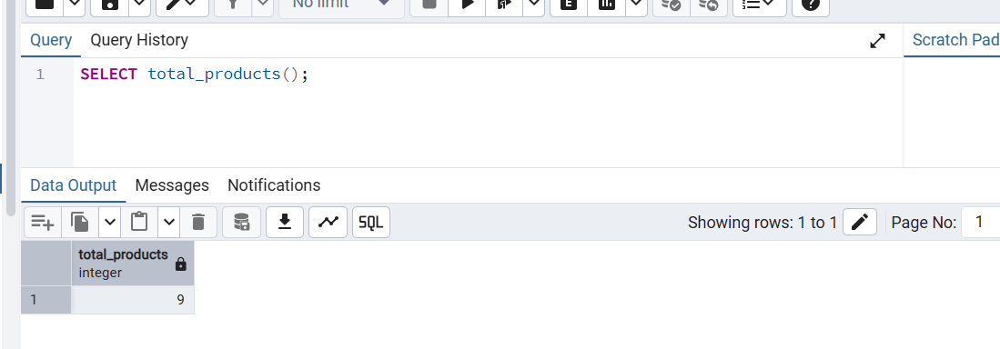 No limit
Query Query History Scratch Pad
1 SELECT total_products();
Data Output Messages Notifications
SQL Showing rows: 1 to 1 Page No: 1
total_products
integer
1 9